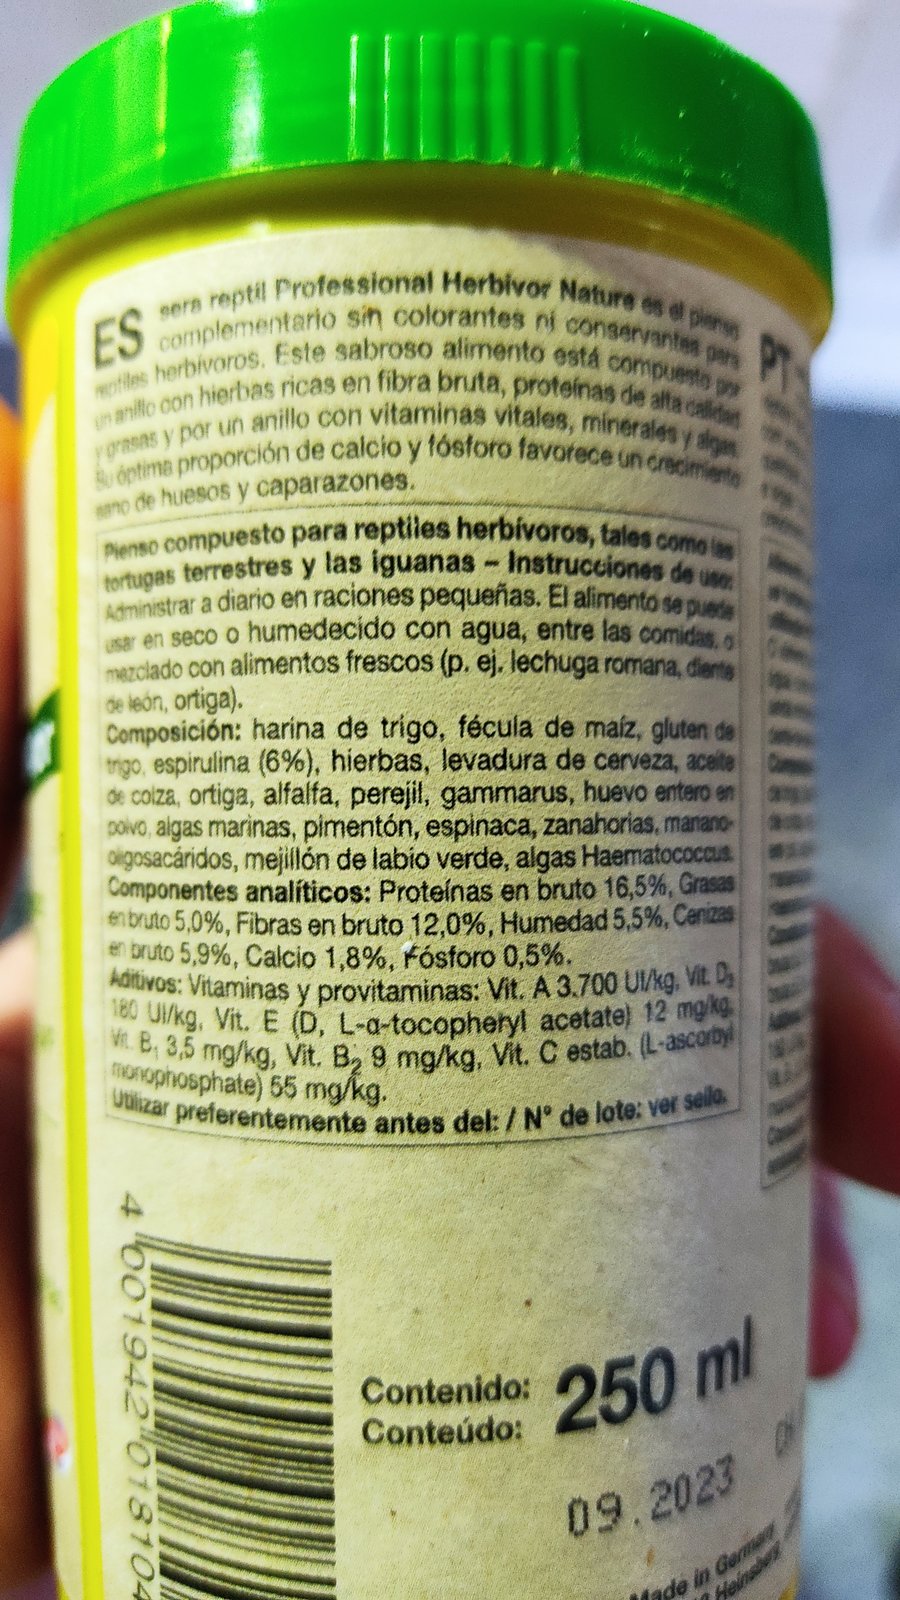 ES sera reptil Professional Herbivor Nature es el pienso
complementario sin colorantes ni conservantes para
reptiles herbívoros. Este sabroso alimento está compuesto por
un anillo con hierbas ricas en fibra bruta, proteínas de alta calidad
y grasas y por un anillo con vitaminas vitales, minerales y algas.
Su óptima proporción de calcio y fósforo favorece un crecimiento
sano de huesos y caparazones.
Pienso compuesto para reptiles herbívoros, tales como las
tortugas terrestres y las iguanas – Instrucciones de uso:
Administrar a diario en raciones pequeñas. El alimento se puede
usar en seco o humedecido con agua, entre las comidas, o
mezclado con alimentos frescos (p. ej. lechuga romana, diente
de león, ortiga).
Composición: harina de trigo, fécula de maíz, gluten de
trigo, espirulina (6%), hierbas, levadura de cerveza, aceite
de colza, ortiga, alfalfa, perejil, gammarus, huevo entero en
polvo, algas marinas, pimentón, espinaca, zanahorias, manano-
oligosacáridos, mejillón de labio verde, algas Haematococcus.
Componentes analíticos: Proteínas en bruto 16,5%, Grasas
en bruto 5,0%, Fibras en bruto 12,0%, Humedad 5,5%, Cenizas
en bruto 5,9%, Calcio 1,8%, Fósforo 0,5%.
Aditivos: Vitaminas y provitaminas: Vit. A 3.700 UI/kg, Vit. D₃
180 UI/kg, Vit. E (D, L-α-tocopheryl acetate) 12 mg/kg,
Vit. B₁ 3,5 mg/kg, Vit. B₂ 9 mg/kg, Vit. C estab. (L-ascorbyl
monophosphate) 55 mg/kg.
Utilizar preferentemente antes del: / N° de lote: ver sello.
PT
4 001942 018104
Contenido:
Conteúdo:
250 ml
09.2023
Made in Germany
Heinsberg